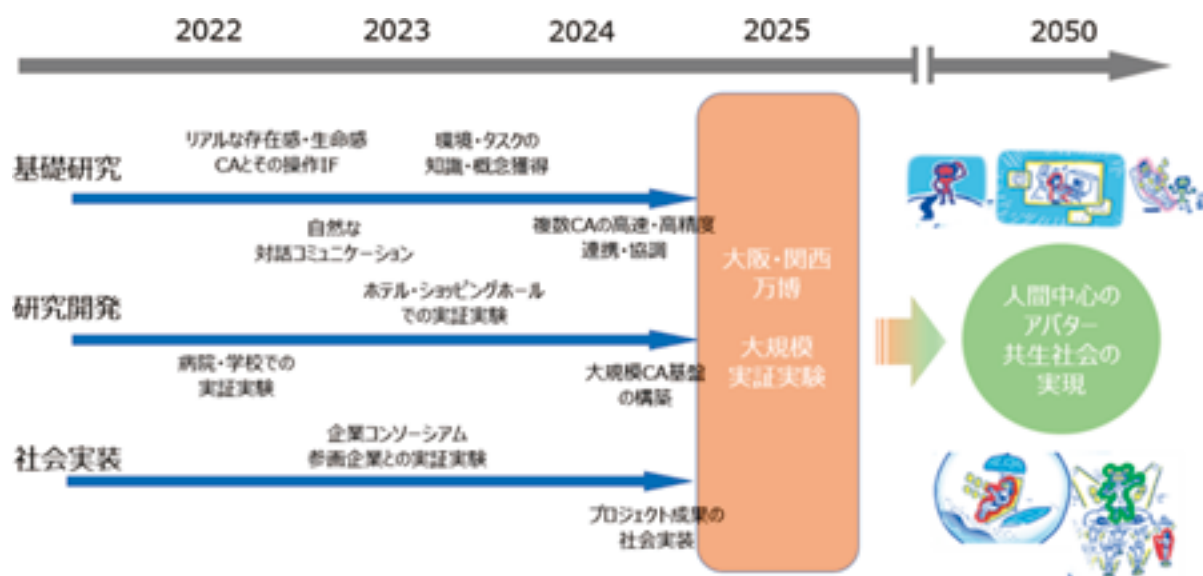 2022
2023
2024
2025
2050
基礎研究
リアルな存在感・生命感
CAとその操作IF
環境・タスクの
知識・概念獲得
自然な
対話コミュニケーション
複数CAの高速・高精度
連携・協調
研究開発
ホテル・ショッピングホール
での実証実験
病院・学校での
実証実験
大規模CA基盤
の構築
社会実装
企業コンソーシアム
参画企業との実証実験
プロジェクト成果の
社会実装
大阪・関西
万博
大規模
実証実験
人間中心の
アバター
共生社会の
実現